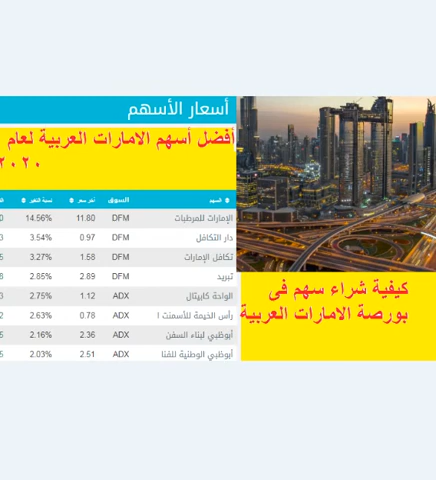 أسعار الأسهم
أفضل أسهم الامارات العربية لعام
٢٠٢٠
السهم السوق آخر سعر نسبة التغير
الإمارات للمرطبات DFM 11.80 14.56%
دار التكافل DFM 0.97 3.54%
تكافل الإمارات DFM 1.58 3.27%
تبريد DFM 2.89 2.85%
الواحة كابيتال ADX 1.12 2.75%
رأس الخيمة للأسمنت ا ADX 0.78 2.63%
أبوظبي لبناء السفن ADX 2.36 2.16%
أبوظبي الوطنية للفنا ADX 2.51 2.03%
كيفية شراء سهم فى
بورصة الامارات العربية